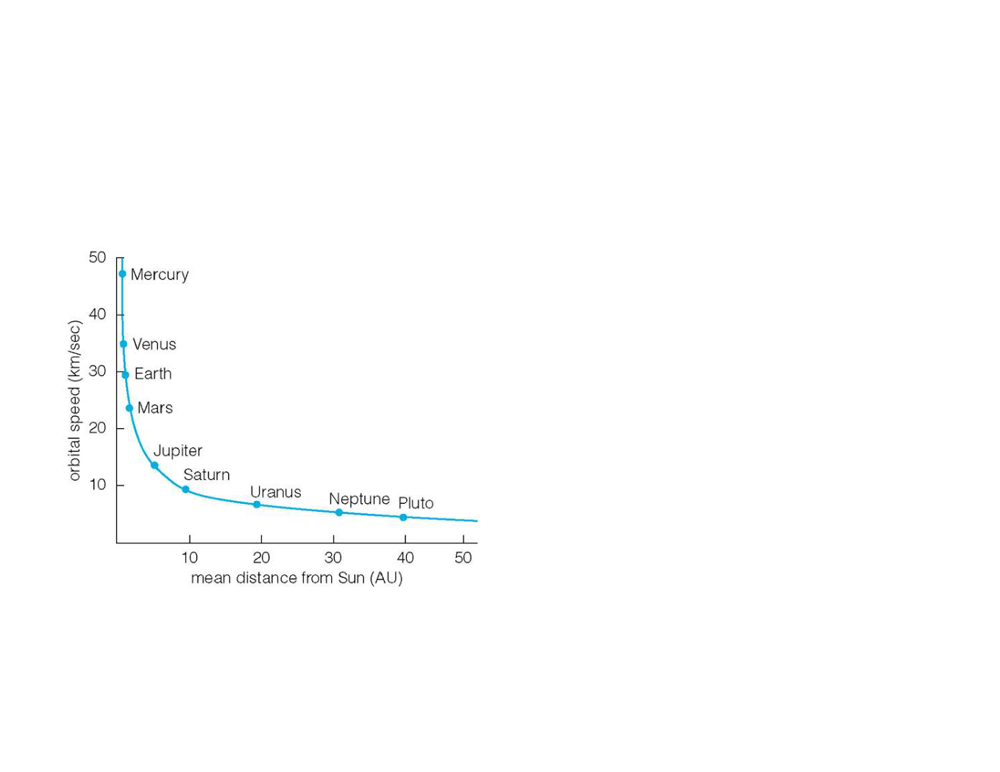 50
Mercury
40
Venus
30
Earth
Mars
20
Jupiter
Saturn
10
Uranus
Neptune
Pluto
orbital speed (km/sec)
10 20 30 40 50
mean distance from Sun (AU)